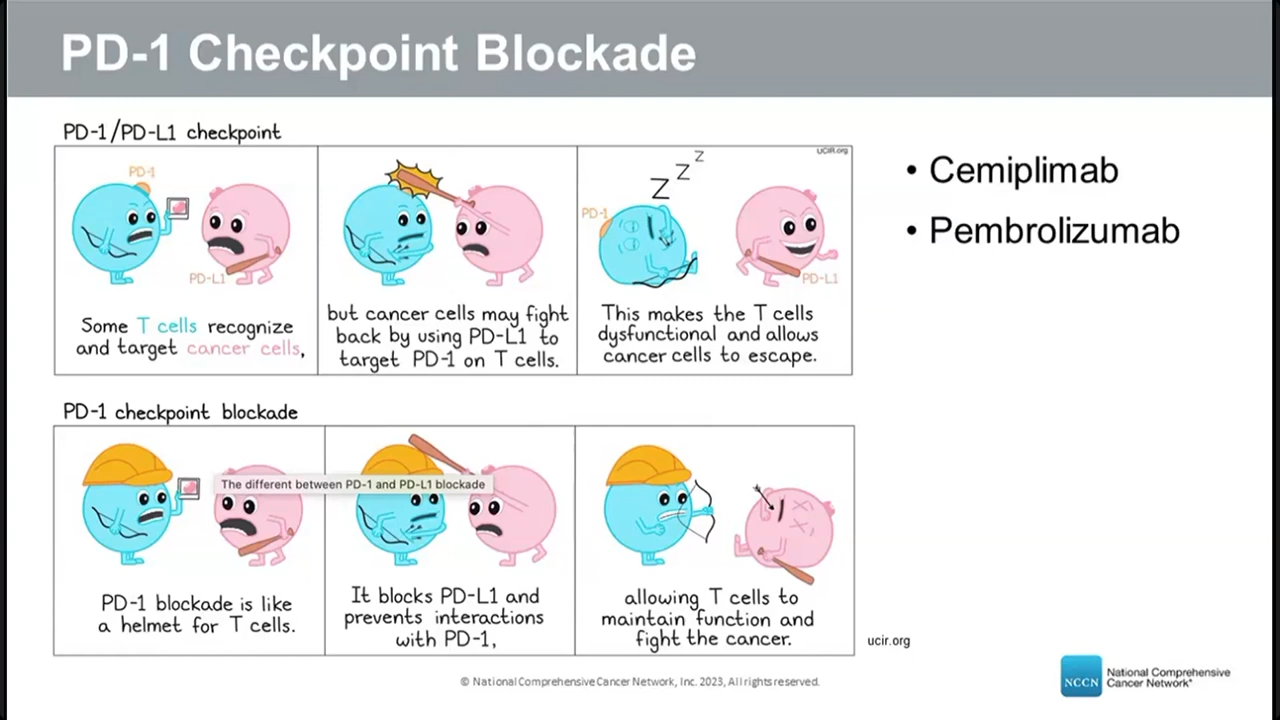 PD-1 Checkpoint Blockade
PD-1/PD-L1 checkpoint
UCIR.org
PD-1
PD-L1
Some T cells recognize
and target cancer cells,
but cancer cells may fight
back by using PD-L1 to
target PD-1 on T cells.
Z Z Z
PD-1
PD-L1
This makes the T cells
dysfunctional and allows
cancer cells to escape.
• Cemiplimab
• Pembrolizumab
PD-1 checkpoint blockade
The different between PD-1 and PD-L1 blockade
PD-1 blockade is like
a helmet for T cells.
It blocks PD-L1 and
prevents interactions
with PD-1,
allowing T cells to
maintain function and
fight the cancer.
ucir.org
© National Comprehensive Cancer Network, Inc. 2023, All rights reserved.
NCCN
National Comprehensive
Cancer Network®